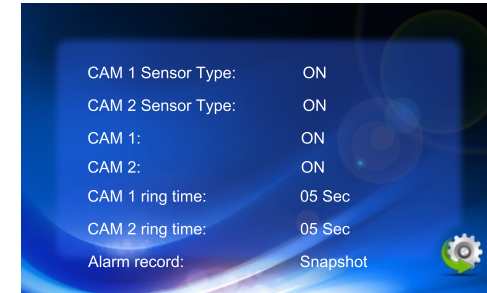 CAM 1 Sensor Type: ON
CAM 2 Sensor Type: ON
CAM 1: ON
CAM 2: ON
CAM 1 ring time: 05 Sec
CAM 2 ring time: 05 Sec
Alarm record: Snapshot